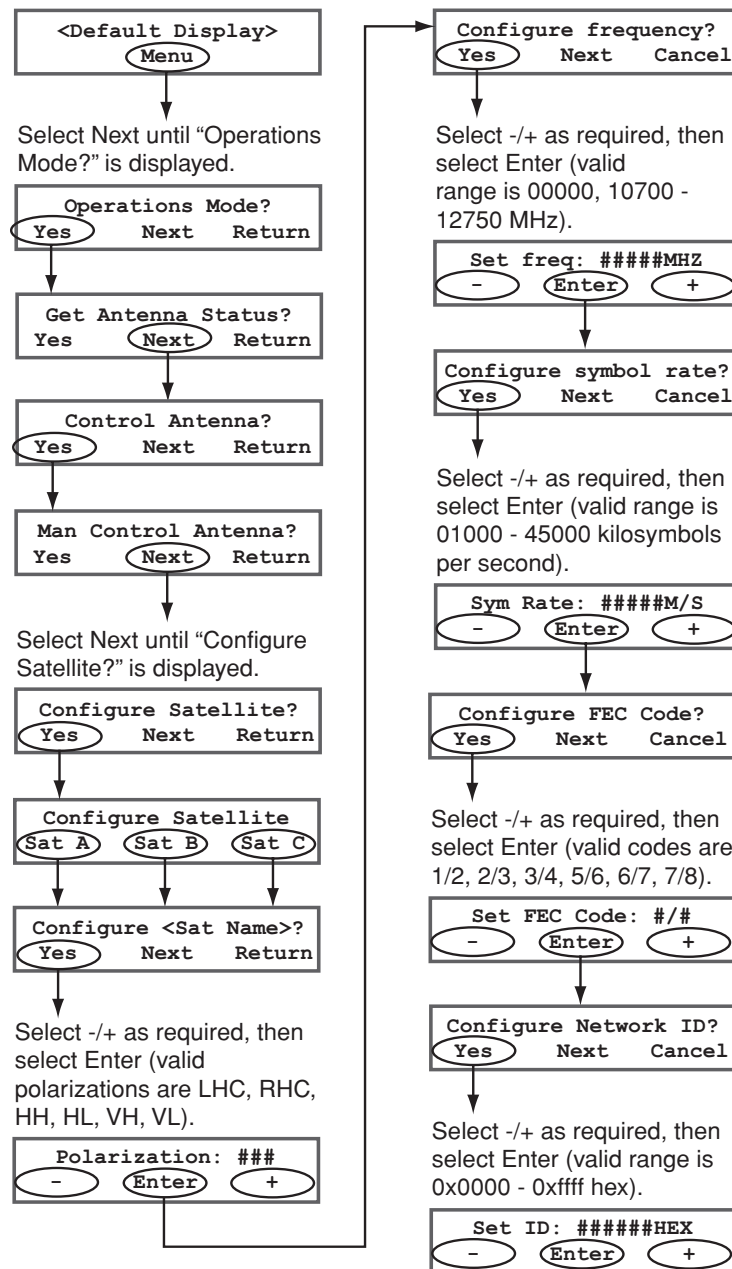 <Default Display>
Menu
Select Next until “Operations
Mode?” is displayed.
Operations Mode?
Yes Next Return
Get Antenna Status?
Yes Next Return
Control Antenna?
Yes Next Return
Man Control Antenna?
Yes Next Return
Select Next until “Configure
Satellite?” is displayed.
Configure Satellite?
Yes Next Return
Configure Satellite
Sat A Sat B Sat C
Configure <Sat Name>?
Yes Next Return
Select -/+ as required, then
select Enter (valid
polarizations are LHC, RHC,
HH, HL, VH, VL).
Polarization: ###
- Enter +
Configure frequency?
Yes Next Cancel
Select -/+ as required, then
select Enter (valid
range is 00000, 10700 -
12750 MHz).
Set freq: #####MHZ
- Enter +
Configure symbol rate?
Yes Next Cancel
Select -/+ as required, then
select Enter (valid range is
01000 - 45000 kilosymbols
per second).
Sym Rate: #####M/S
- Enter +
Configure FEC Code?
Yes Next Cancel
Select -/+ as required, then
select Enter (valid codes are
1/2, 2/3, 3/4, 5/6, 6/7, 7/8).
Set FEC Code: #/#
- Enter +
Configure Network ID?
Yes Next Cancel
Select -/+ as required, then
select Enter (valid range is
0x0000 - 0xffff hex).
Set ID: ######HEX
- Enter +